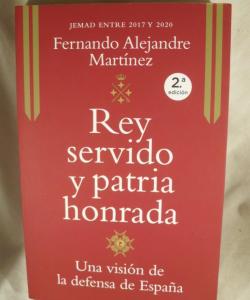 JEMAD ENTRE 2017 Y 2020
Fernando Alejandre
Martínez
2.ª
edición
Rey
servido
y patria
honrada
Una visión de
la defensa de España